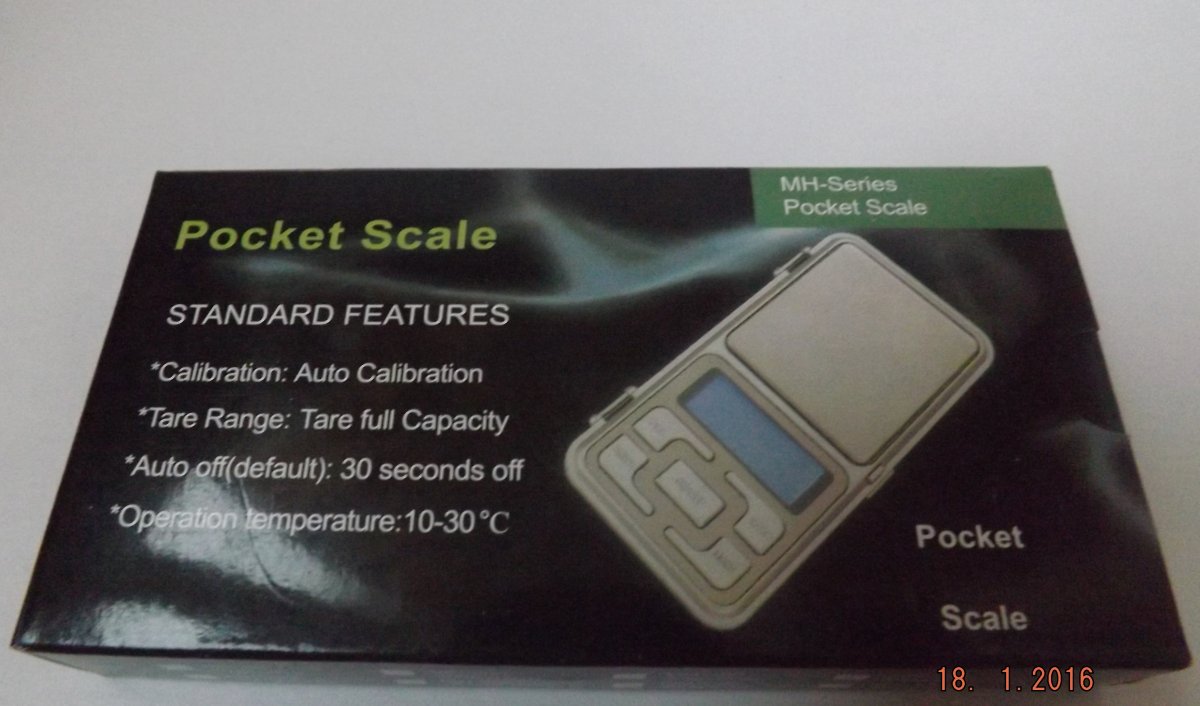 MH-Series
Pocket Scale
Pocket Scale
STANDARD FEATURES
*Calibration: Auto Calibration
*Tare Range: Tare full Capacity
*Auto off(default): 30 seconds off
*Operation temperature:10-30℃
Pocket
Scale
18. 1.2016